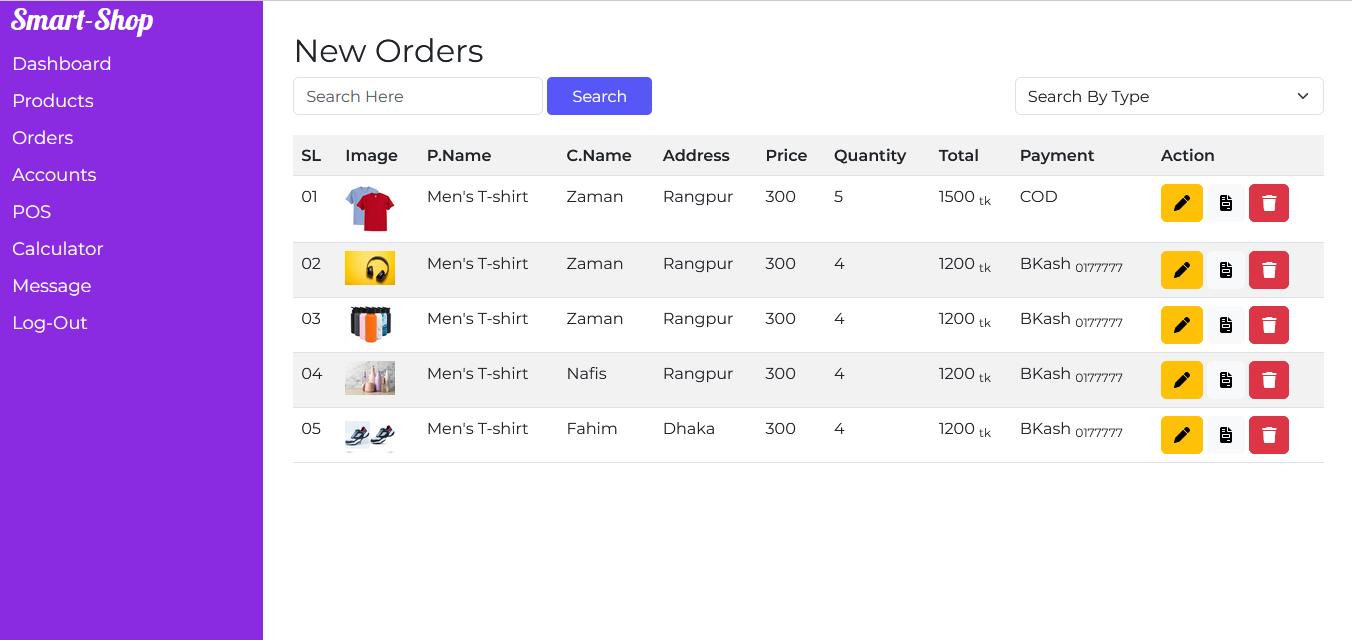 Smart-Shop
Dashboard
Products
Orders
Accounts
POS
Calculator
Message
Log-Out
New Orders
Search Here Search Search By Type
SL Image P.Name C.Name Address Price Quantity Total Payment Action
01 Men's T-shirt Zaman Rangpur 300 5 1500 tk COD
02 Men's T-shirt Zaman Rangpur 300 4 1200 tk BKash 0177777
03 Men's T-shirt Zaman Rangpur 300 4 1200 tk BKash 0177777
04 Men's T-shirt Nafis Rangpur 300 4 1200 tk BKash 0177777
05 Men's T-shirt Fahim Dhaka 300 4 1200 tk BKash 0177777